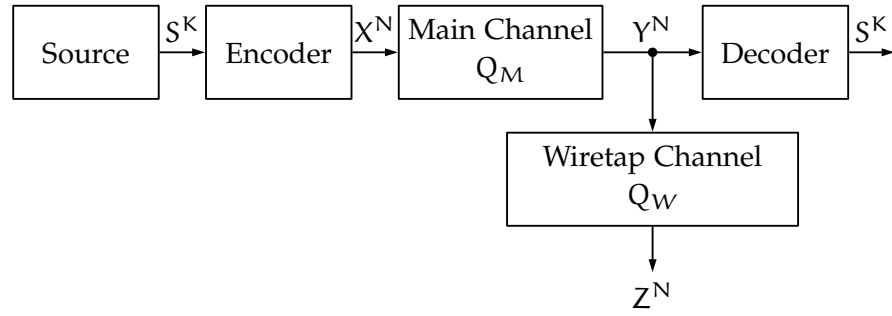 Source
S^K
Encoder
X^N
Main Channel
Q_M
Y^N
Decoder
S^K
Wiretap Channel
Q_W
Z^N